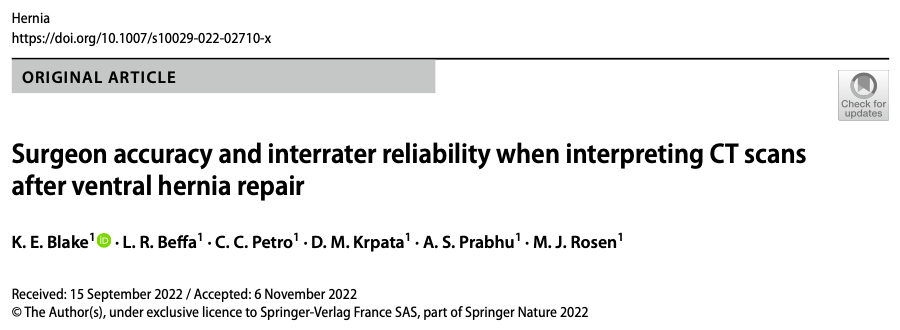 Hernia
https://doi.org/10.1007/s10029-022-02710-x
ORIGINAL ARTICLE
Check for
updates
Surgeon accuracy and interrater reliability when interpreting CT scans
after ventral hernia repair
K. E. Blake1 iD · L. R. Beffa1 · C. C. Petro1 · D. M. Krpata1 · A. S. Prabhu1 · M. J. Rosen1
Received: 15 September 2022 / Accepted: 6 November 2022
© The Author(s), under exclusive licence to Springer-Verlag France SAS, part of Springer Nature 2022